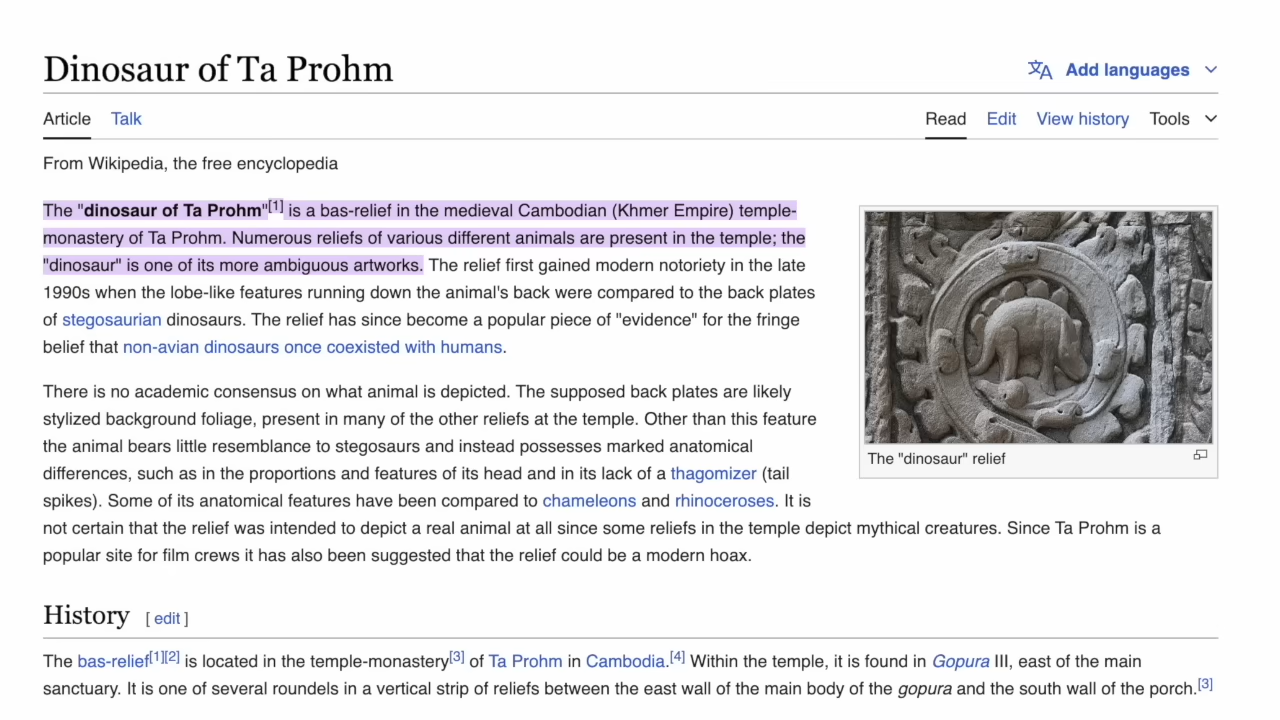 Dinosaur of Ta Prohm
Add languages
Article Talk
Read Edit View history Tools
From Wikipedia, the free encyclopedia
The "dinosaur of Ta Prohm"[1] is a bas-relief in the medieval Cambodian (Khmer Empire) temple-
monastery of Ta Prohm. Numerous reliefs of various different animals are present in the temple; the
"dinosaur" is one of its more ambiguous artworks. The relief first gained modern notoriety in the late
1990s when the lobe-like features running down the animal's back were compared to the back plates
of stegosaurian dinosaurs. The relief has since become a popular piece of "evidence" for the fringe
belief that non-avian dinosaurs once coexisted with humans.
The "dinosaur" relief
There is no academic consensus on what animal is depicted. The supposed back plates are likely
stylized background foliage, present in many of the other reliefs at the temple. Other than this feature
the animal bears little resemblance to stegosaurs and instead possesses marked anatomical
differences, such as in the proportions and features of its head and in its lack of a thagomizer (tail
spikes). Some of its anatomical features have been compared to chameleons and rhinoceroses. It is
not certain that the relief was intended to depict a real animal at all since some reliefs in the temple depict mythical creatures. Since Ta Prohm is a
popular site for film crews it has also been suggested that the relief could be a modern hoax.
History [ edit ]
The bas-relief[1][2] is located in the temple-monastery[3] of Ta Prohm in Cambodia.[4] Within the temple, it is found in Gopura III, east of the main
sanctuary. It is one of several roundels in a vertical strip of reliefs between the east wall of the main body of the gopura and the south wall of the porch.[3]